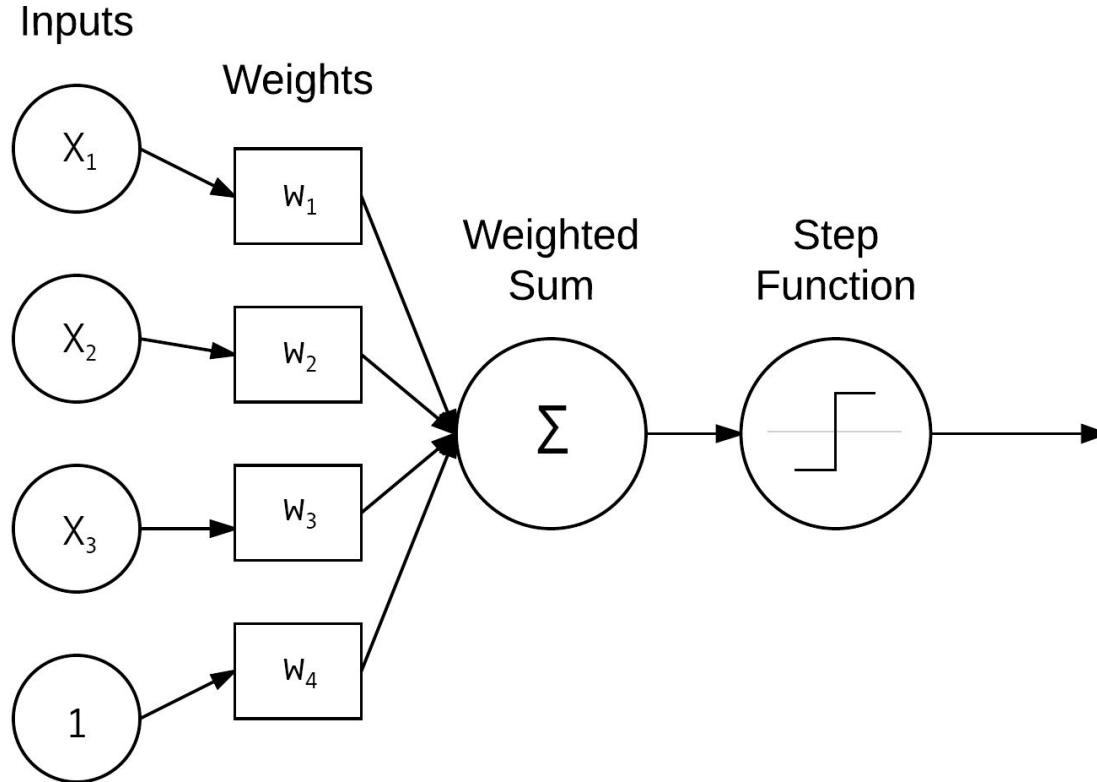 Inputs
Weights
X₁
w₁
Weighted
Sum
Step
Function
X₂
w₂
Σ
X₃
w₃
1
w₄